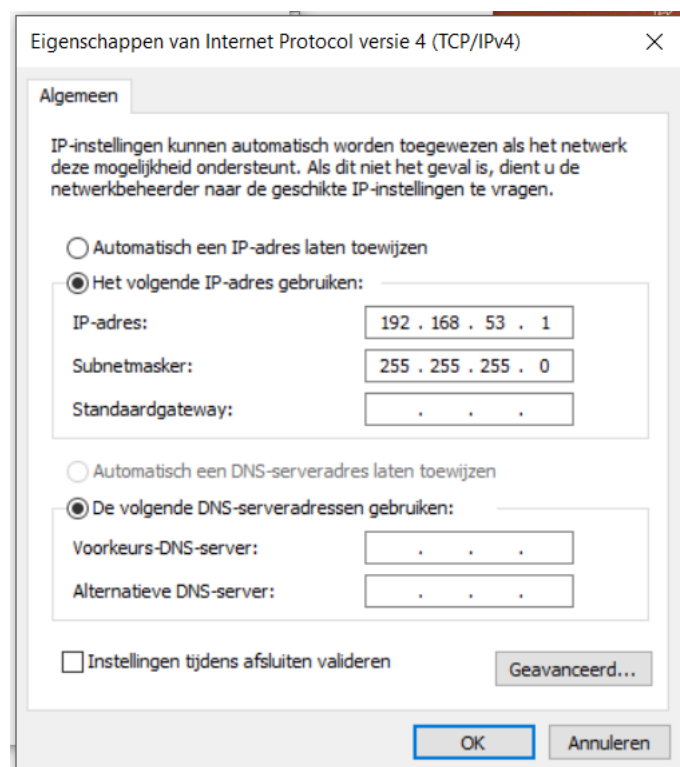 Eigenschappen van Internet Protocol versie 4 (TCP/IPv4)
Algemeen
IP-instellingen kunnen automatisch worden toegewezen als het netwerk
deze mogelijkheid ondersteunt. Als dit niet het geval is, dient u de
netwerkbeheerder naar de geschikte IP-instellingen te vragen.
Automatisch een IP-adres laten toewijzen
Het volgende IP-adres gebruiken:
IP-adres: 192 . 168 . 53 . 1
Subnetmasker: 255 . 255 . 255 . 0
Standaardgateway: . . .
Automatisch een DNS-serveradres laten toewijzen
De volgende DNS-serveradressen gebruiken:
Voorkeurs-DNS-server: . . .
Alternatieve DNS-server: . . .
Instellingen tijdens afsluiten valideren
Geavanceerd...
OK Annuleren